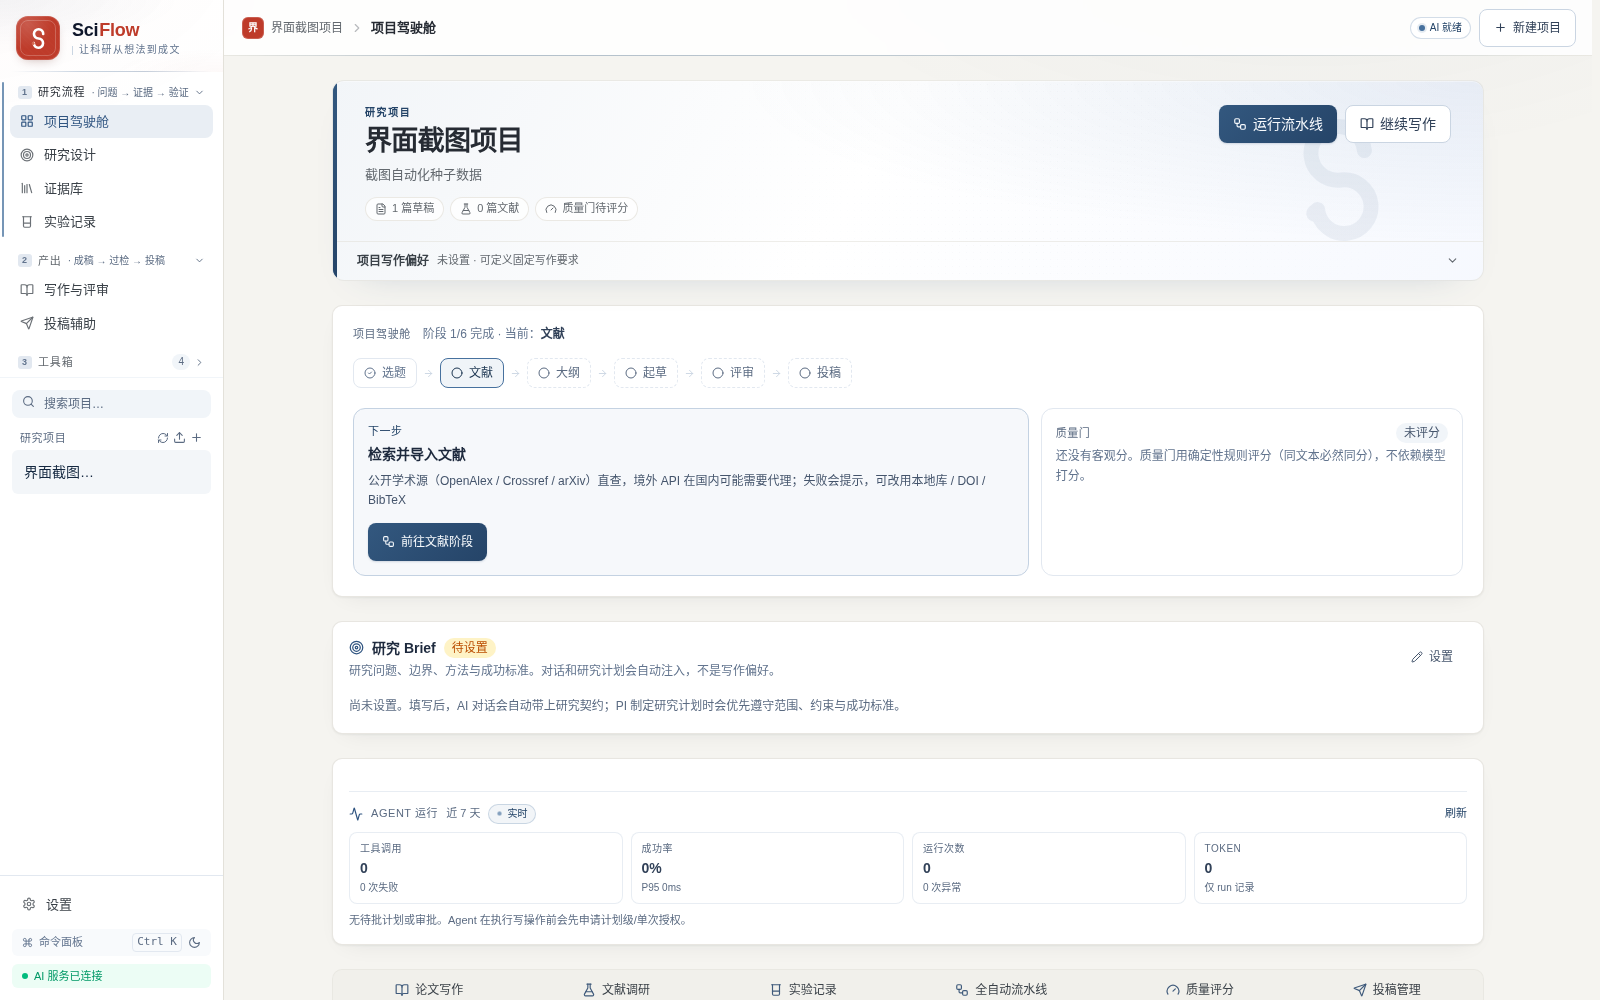 SciFlow
让科研从想法到成文
1 研究流程 · 问题 → 证据 → 验证
项目驾驶舱
研究设计
证据库
实验记录
2 产出 · 成稿 → 过检 → 投稿
写作与评审
投稿辅助
3 工具箱 4
搜索项目…
研究项目
界面截图…
设置
⌘ 命令面板 Ctrl K
AI 服务已连接
界 界面截图项目 > 项目驾驶舱
AI 就绪
+ 新建项目
研究项目
界面截图项目
截图自动化种子数据
1 篇草稿 0 篇文献 质量门待评分
运行流水线 继续写作
项目写作偏好 未设置 · 可定义固定写作要求
项目驾驶舱 阶段 1/6 完成 · 当前：文献
选题 → 文献 → 大纲 → 起草 → 评审 → 投稿
下一步
检索并导入文献
公开学术源（OpenAlex / Crossref / arXiv）直查，境外 API 在国内可能需要代理；失败会提示，可改用本地库 / DOI /
BibTeX
前往文献阶段
质量门 未评分
还没有客观分。质量门用确定性规则评分（同文本必然同分），不依赖模型
打分。
研究 Brief 待设置
研究问题、边界、方法与成功标准。对话和研究计划会自动注入，不是写作偏好。
设置
尚未设置。填写后，AI 对话会自动带上研究契约；PI 制定研究计划时会优先遵守范围、约束与成功标准。
AGENT 运行 近 7 天 实时 刷新
工具调用
0
0 次失败
成功率
0%
P95 0ms
运行次数
0
0 次异常
TOKEN
0
仅 run 记录
无待批计划或审批。Agent 在执行写操作前会先申请计划级/单次授权。
论文写作 文献调研 实验记录 全自动流水线 质量评分 投稿管理